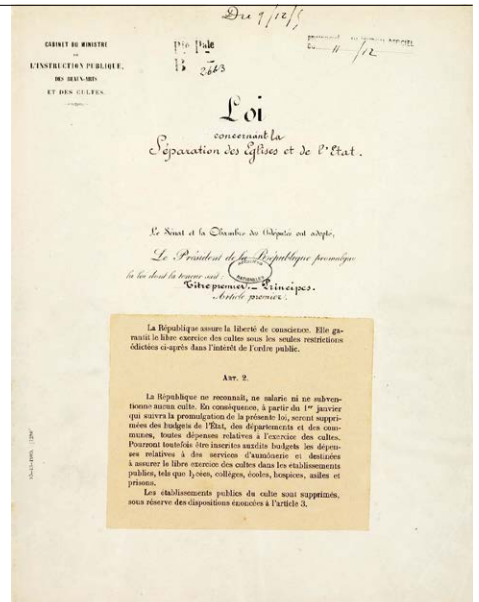 Du 9/12/5
CABINET DU MINISTRE
DE
L'INSTRUCTION PUBLIQUE,
DES BEAUX-ARTS
ET DES CULTES.
B 2663
11/12
Loi
concernant la
Séparation des Eglises et de l'Etat.
Le Sénat et la Chambre des Députés ont adopté,
Le Président de la République promulgue
la loi dont la teneur suit :
Titre premier. – Principes.
Article premier.
La République assure la liberté de conscience. Elle ga-
rantit le libre exercice des cultes sous les seules restrictions
édictées ci-après dans l'intérêt de l'ordre public.
ART. 2.
La République ne reconnaît, ne salarie ni ne subven-
tionne aucun culte. En conséquence, à partir du 1er janvier
qui suivra la promulgation de la présente loi, seront suppri-
mées des budgets de l'État, des départements et des com-
munes, toutes dépenses relatives à l'exercice des cultes.
Pourront toutefois être inscrites auxdits budgets les dépen-
ses relatives à des services d'aumônerie et destinées
à assurer le libre exercice des cultes dans les établissements
publics, tels que lycées, collèges, écoles, hospices, asiles et
prisons.
Les établissements publics du culte sont supprimés,
sous réserve des dispositions énoncées à l'article 3.